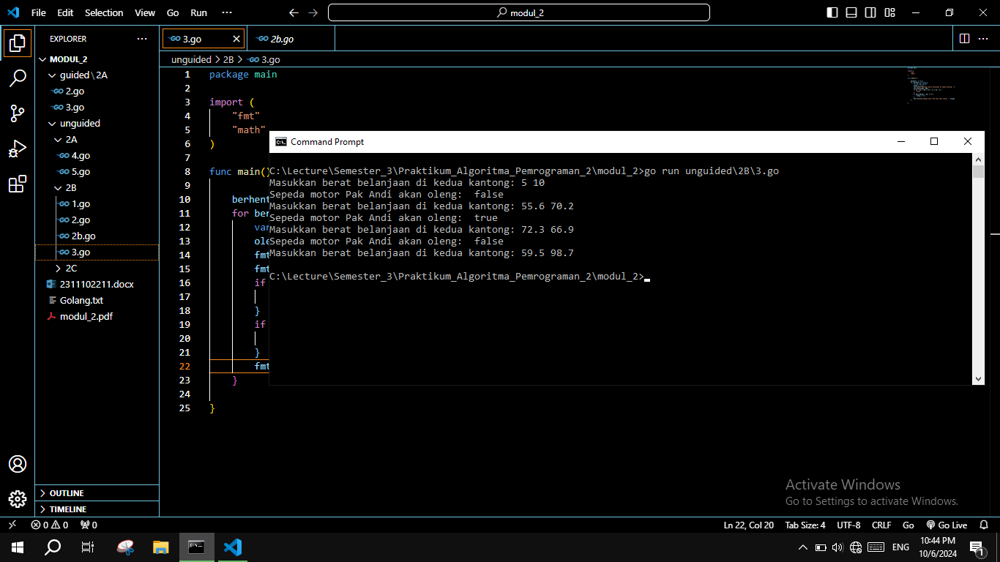 File Edit Selection View Go Run ··· modul_2
EXPLORER ···
3.go
2b.go
MODUL_2
guided\2A
2.go
3.go
unguided
2A
4.go
5.go
2B
1.go
2.go
2b.go
3.go
2C
2311102211.docx
Golang.txt
modul_2.pdf
OUTLINE
TIMELINE
unguided > 2B > 3.go
1 package main
2
3 import (
4 "fmt"
5 "math"
6 )
7
8 func main()
9
10 berhent
11 for ber
12 var
13 ole
14 fmt
15 fmt
16 if
17
18 }
19 if
20
21 }
22 fmt
23 }
24
25 }
Command Prompt
C:\Lecture\Semester_3\Praktikum_Algoritma_Pemrograman_2\modul_2>go run unguided\2B\3.go
Masukkan berat belanjaan di kedua kantong: 5 10
Sepeda motor Pak Andi akan oleng:  false
Masukkan berat belanjaan di kedua kantong: 55.6 70.2
Sepeda motor Pak Andi akan oleng:  true
Masukkan berat belanjaan di kedua kantong: 72.3 66.9
Sepeda motor Pak Andi akan oleng:  false
Masukkan berat belanjaan di kedua kantong: 59.5 98.7
C:\Lecture\Semester_3\Praktikum_Algoritma_Pemrograman_2\modul_2>
Activate Windows
Go to Settings to activate Windows.
0 0 0 Ln 22, Col 20 Tab Size: 4 UTF-8 CRLF Go Go Live
ENG
10:44 PM
10/6/2024
1